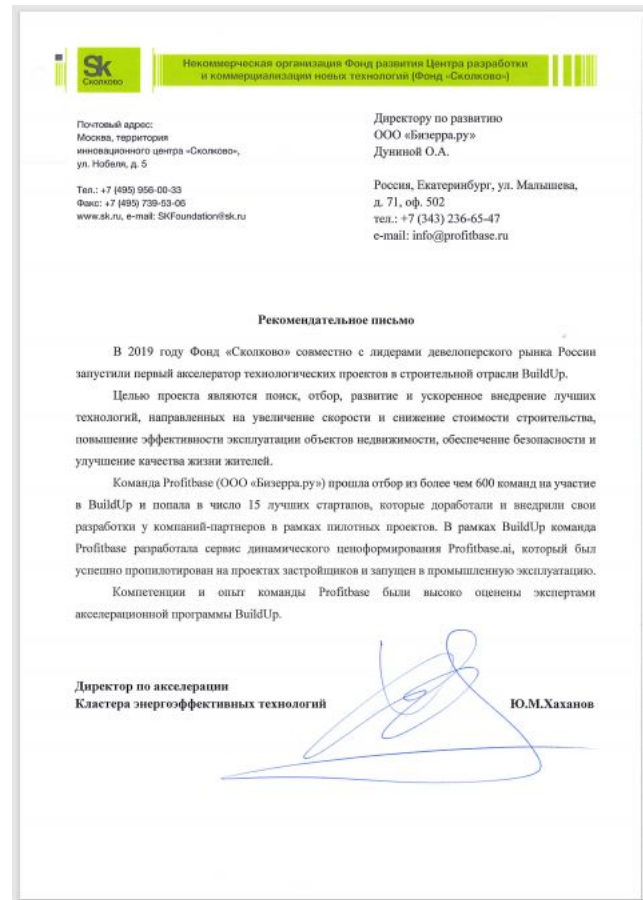 Sk
Сколково
Некоммерческая организация Фонд развития Центра разработки
и коммерциализации новых технологий (Фонд «Сколково»)
Почтовый адрес:
Москва, территория
инновационного центра «Сколково»,
ул. Нобеля, д. 5
Тел.: +7 (495) 956-00-33
Факс: +7 (495) 739-53-06
www.sk.ru, e-mail: SKFoundation@sk.ru
Директору по развитию
ООО «Бизерра.ру»
Дуниной О.А.
Россия, Екатеринбург, ул. Малышева,
д. 71, оф. 502
тел.: +7 (343) 236-65-47
e-mail: info@profitbase.ru
Рекомендательное письмо
В 2019 году Фонд «Сколково» совместно с лидерами девелоперского рынка России
запустили первый акселератор технологических проектов в строительной отрасли BuildUp.
Целью проекта являются поиск, отбор, развитие и ускоренное внедрение лучших
технологий, направленных на увеличение скорости и снижение стоимости строительства,
повышение эффективности эксплуатации объектов недвижимости, обеспечение безопасности и
улучшение качества жизни жителей.
Команда Profitbase (ООО «Бизерра.ру») прошла отбор из более чем 600 команд на участие
в BuildUp и попала в число 15 лучших стартапов, которые доработали и внедрили свои
разработки у компаний-партнеров в рамках пилотных проектов. В рамках BuildUp команда
Profitbase разработала сервис динамического ценоформирования Profitbase.ai, который был
успешно пропилотирован на проектах застройщиков и запущен в промышленную эксплуатацию.
Компетенции и опыт команды Profitbase были высоко оценены экспертами
акселерационной программы BuildUp.
Директор по акселерации
Кластера энергоэффективных технологий
Ю.М.Хаханов